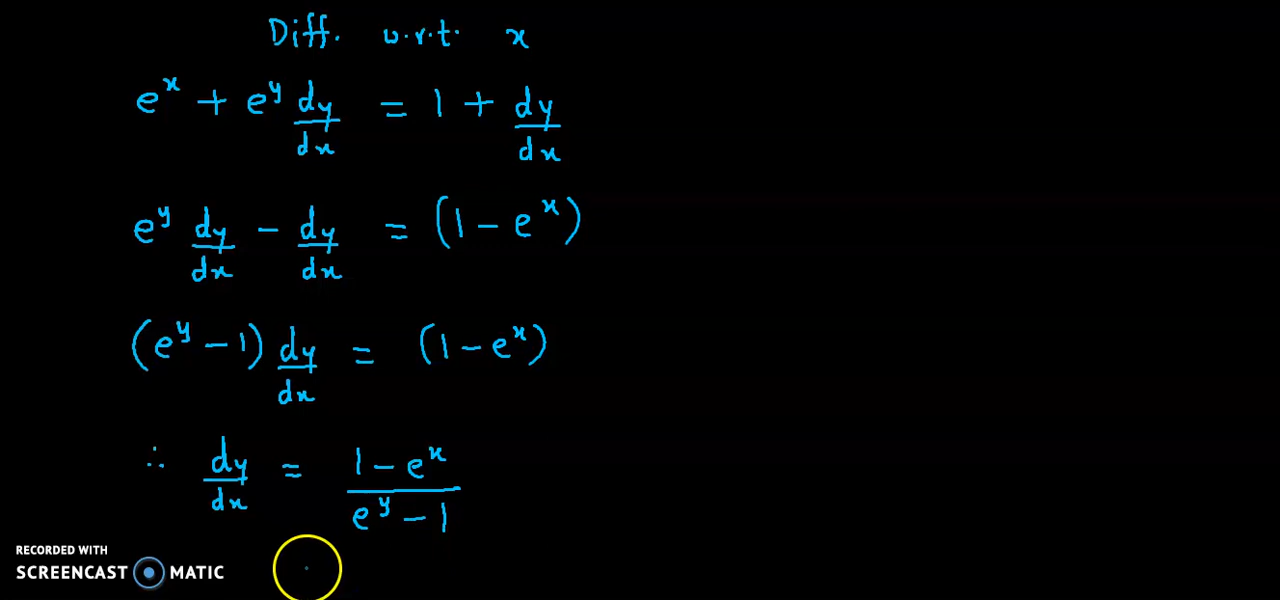 Diff. w.r.t. x
e^x + e^y dy/dx = 1 + dy/dx
e^y dy/dx - dy/dx = (1 - e^x)
(e^y - 1) dy/dx = (1 - e^x)
∴ dy/dx = (1 - e^x)/(e^y - 1)
RECORDED WITH
SCREENCAST MATIC